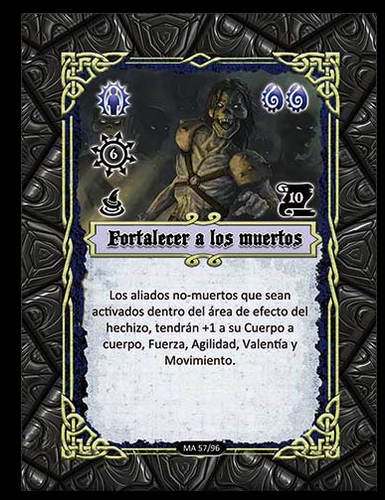 6
10
Fortalecer a los muertos
Los aliados no-muertos que sean
activados dentro del área de efecto del
hechizo, tendrán +1 a su Cuerpo a
cuerpo, Fuerza, Agilidad, Valentía y
Movimiento.
MA 57/96